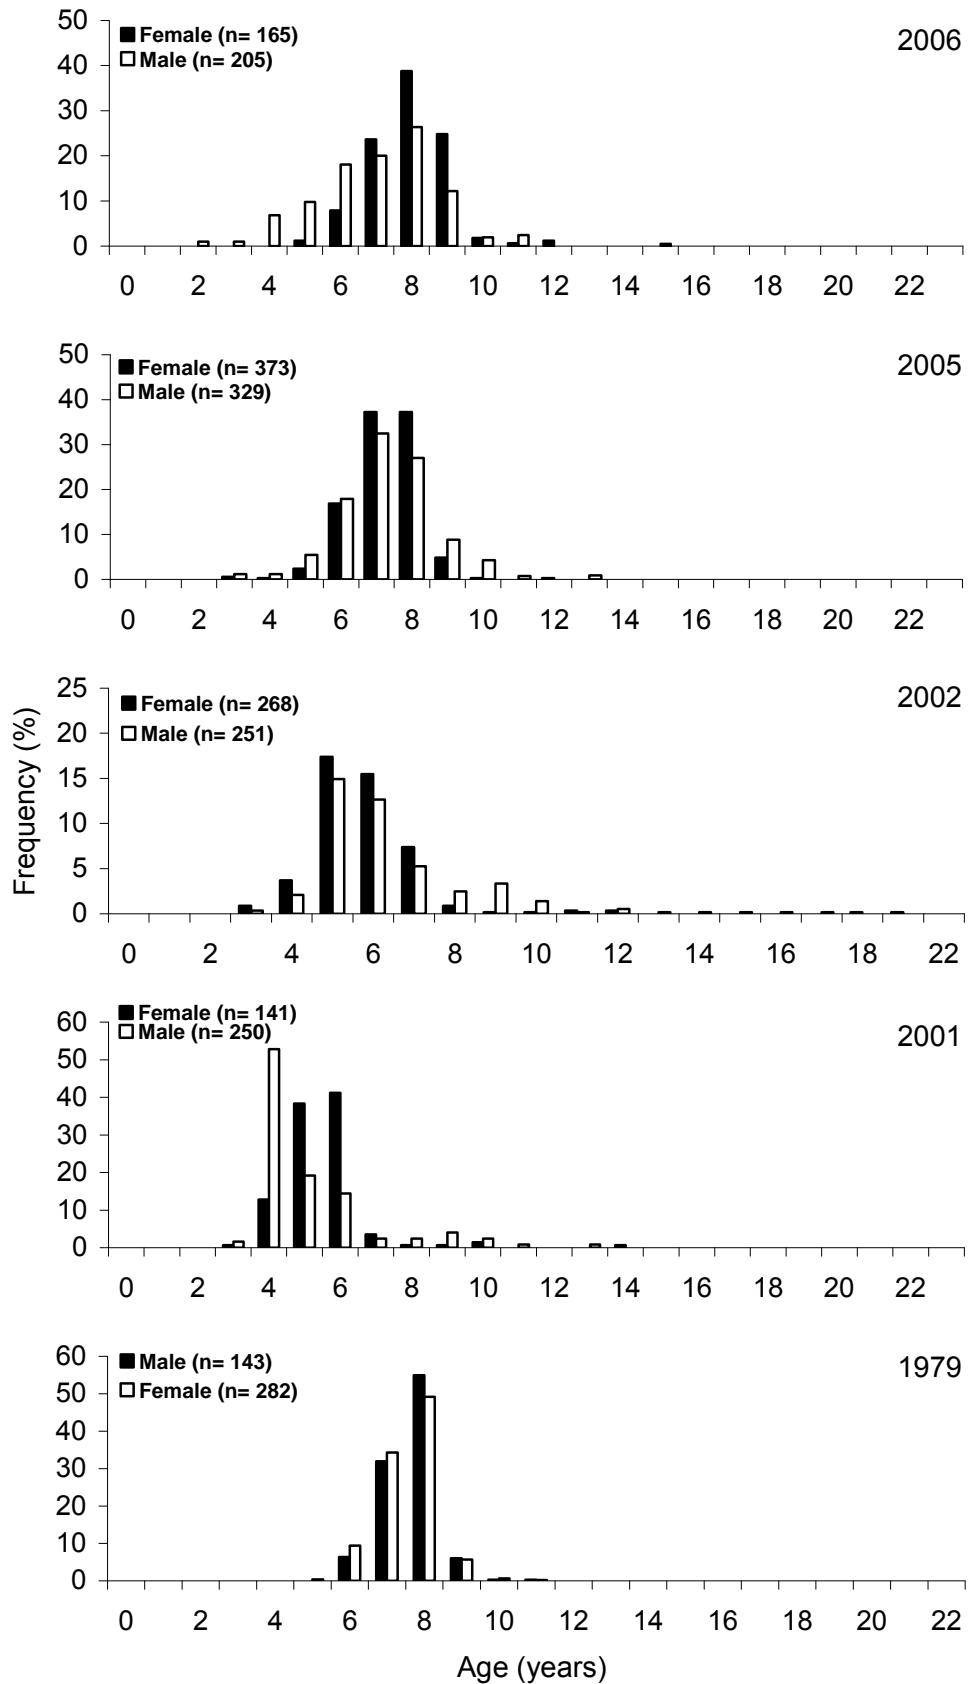 50
Female (n= 165)
2006
Male (n= 205)
40
30
20
10
0
0 2 4 6 8 10 12 14 16 18 20 22
50
Female (n= 373)
2005
Male (n= 329)
40
30
20
10
0
0 2 4 6 8 10 12 14 16 18 20 22
25
Female (n= 268)
2002
Male (n= 251)
20
15
10
5
0
0 2 4 6 8 10 12 14 16 18 20 22
Frequency (%)
Female (n= 141)
60
Male (n= 250)
2001
50
40
30
20
10
0
0 2 4 6 8 10 12 14 16 18 20 22
60
Male (n= 143)
1979
Female (n= 282)
50
40
30
20
10
0
0 2 4 6 8 10 12 14 16 18 20 22
Age (years)